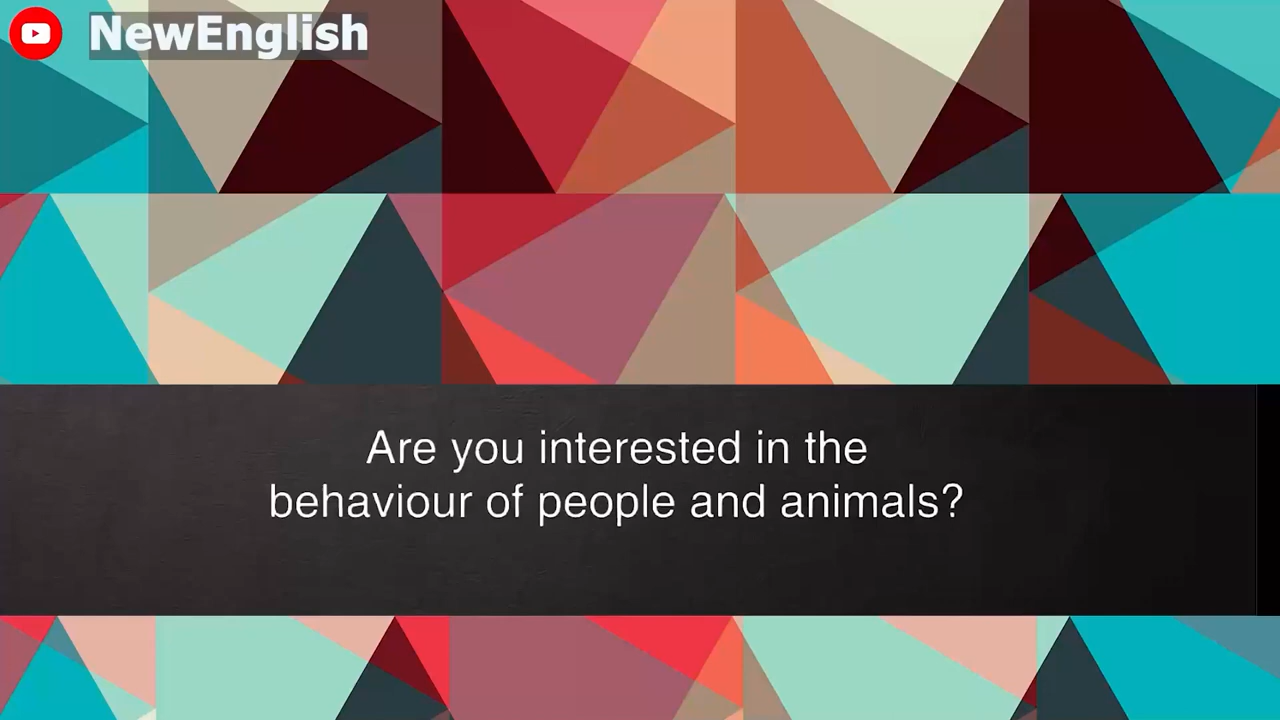 NewEnglish
Are you interested in the
behaviour of people and animals?